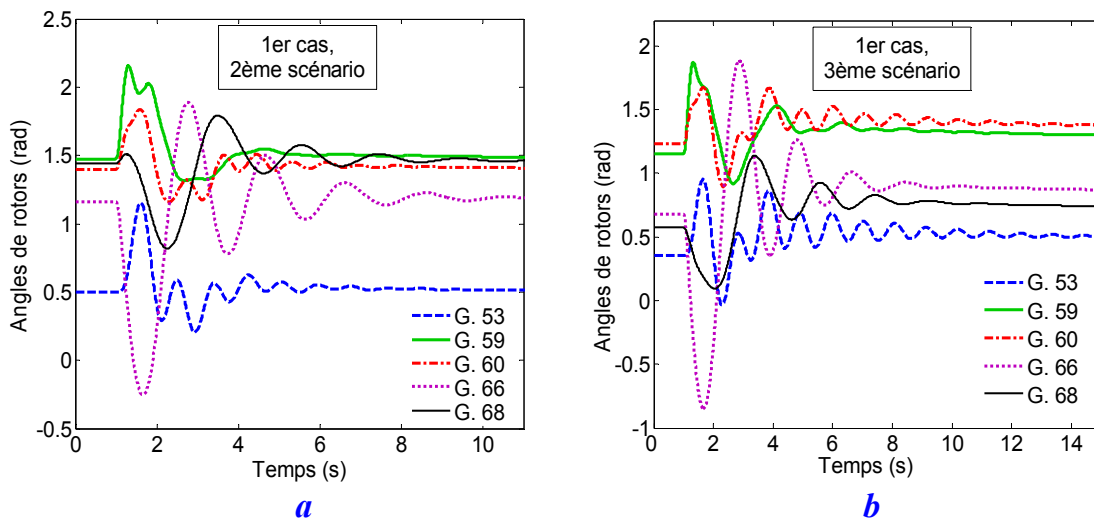 2.5
2
1.5
1
0.5
0
-0.5
0 2 4 6 8 10
Angles de rotors (rad)
Temps (s)
1er cas,
2ème scénario
G. 53
G. 59
G. 60
G. 66
G. 68
a
2
1.5
1
0.5
0
-0.5
-1
0 2 4 6 8 10 12 14
Angles de rotors (rad)
Temps (s)
1er cas,
3ème scénario
G. 53
G. 59
G. 60
G. 66
G. 68
b